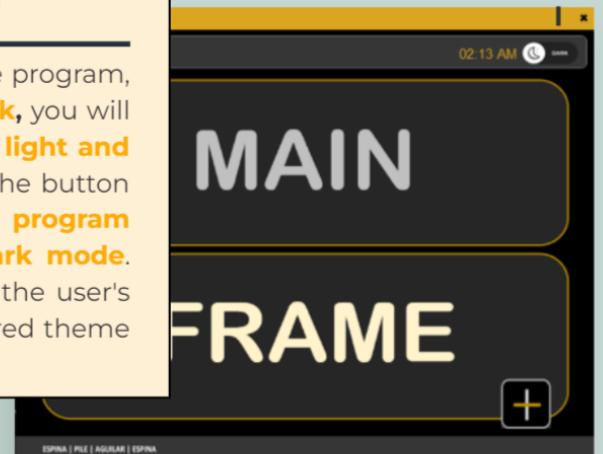 e program,
k, you will
light and
he button
program
ark mode.
the user's
red theme
02:13 AM
DARK
MAIN
FRAME
ESPINA | PILE | AGUILAR | ESPINA